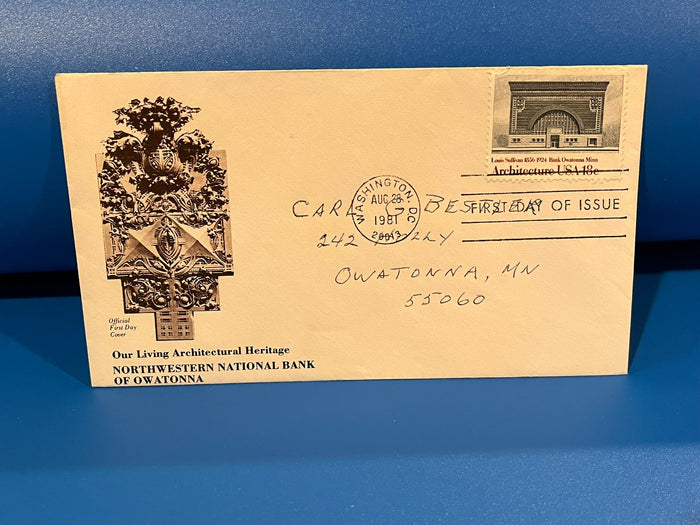 Louis Sullivan 1856-1924 Bank Owatonna Minn
Architecture USA 18c
WASHINGTON, DC
AUG 28
1981
20013
FIRST DAY OF ISSUE
CARL G
242
OWATONNA, MN
55060
Official
First Day
Cover
Our Living Architectural Heritage
NORTHWESTERN NATIONAL BANK
OF OWATONNA